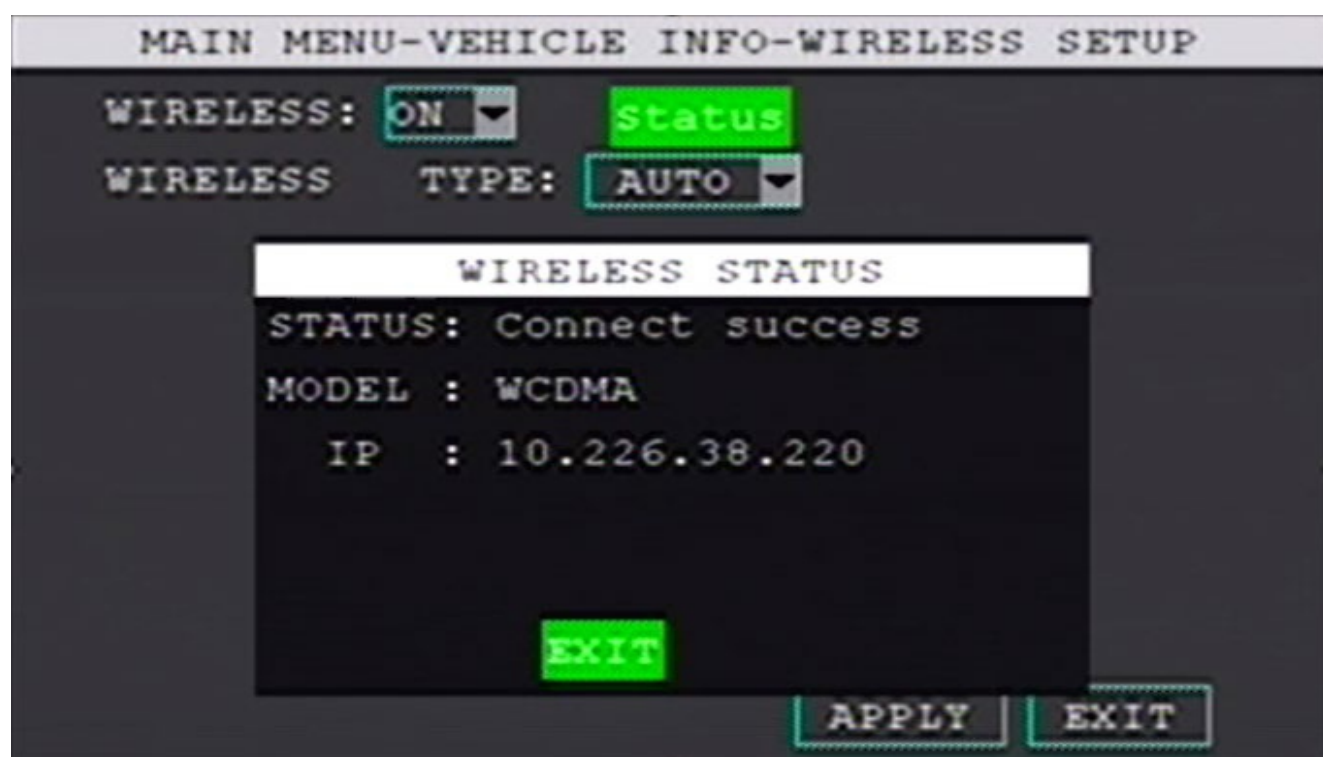 MAIN MENU-VEHICLE INFO-WIRELESS SETUP
WIRELESS: ON Status
WIRELESS TYPE: AUTO
WIRELESS STATUS
STATUS: Connect success
MODEL : WCDMA
IP : 10.226.38.220
EXIT
APPLY EXIT